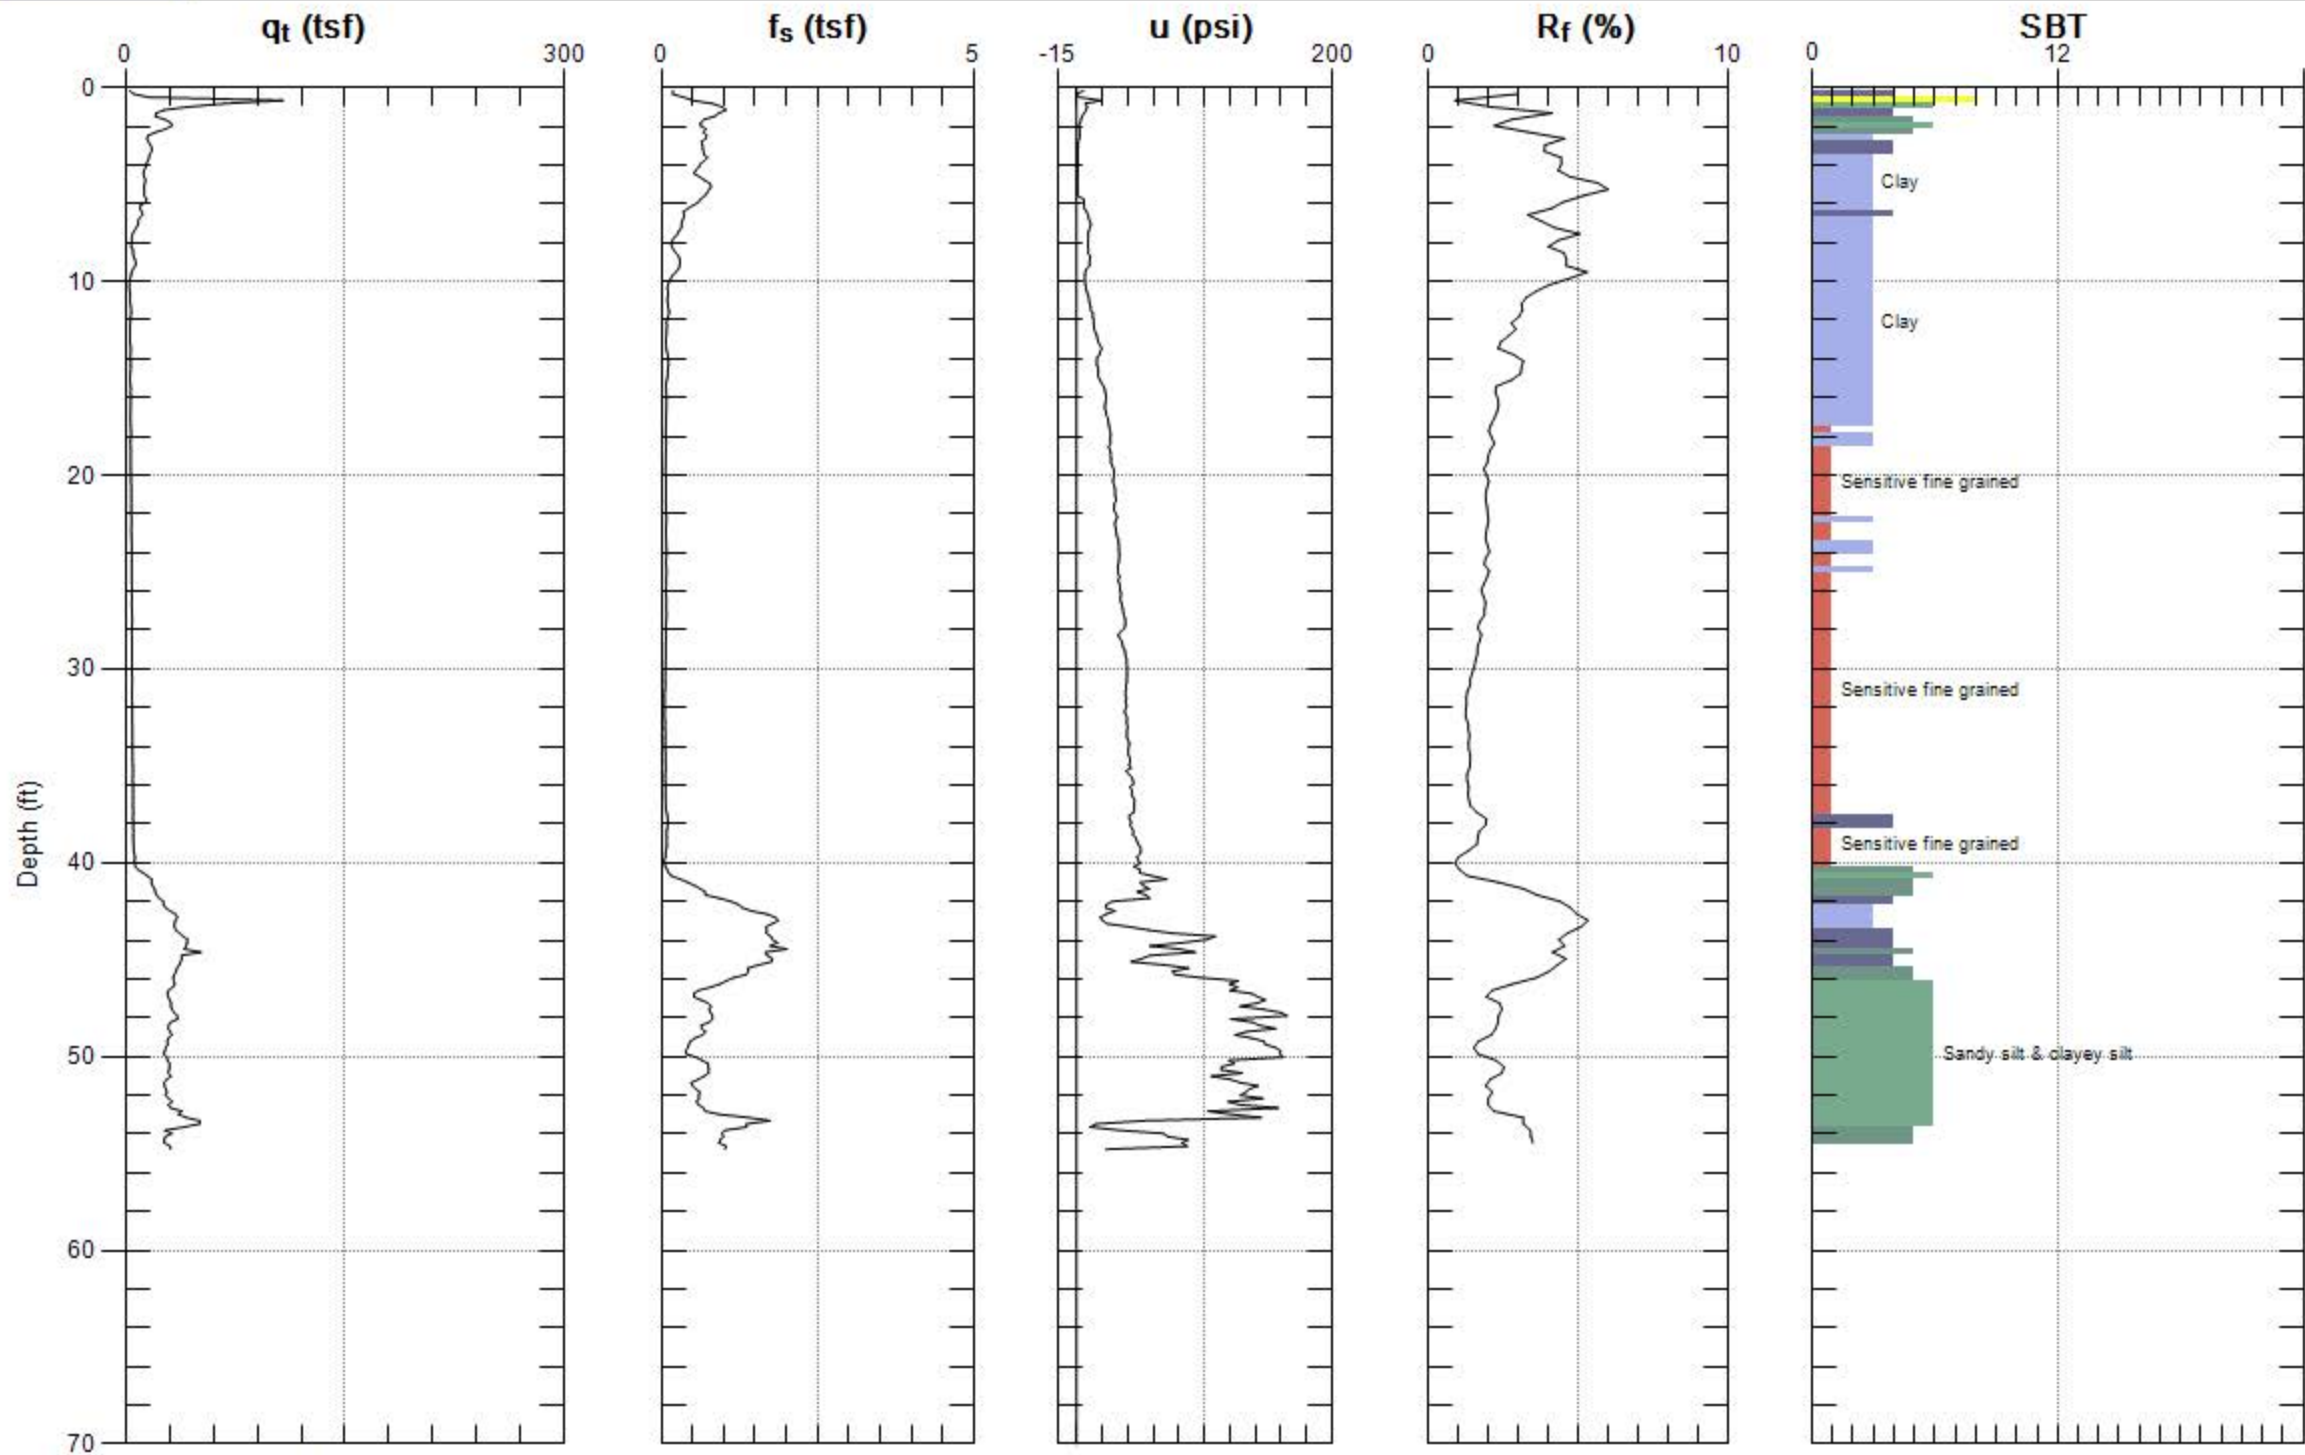 qt (tsf) fs (tsf) u (psi) Rf (%) SBT
0 300 0 5 -15 200 0 10 0 12
0
Clay
10
Clay
20
Sensitive fine grained
30
Sensitive fine grained
Depth (ft)
Sensitive fine grained
40
50
Sandy silt & clayey silt
60
70